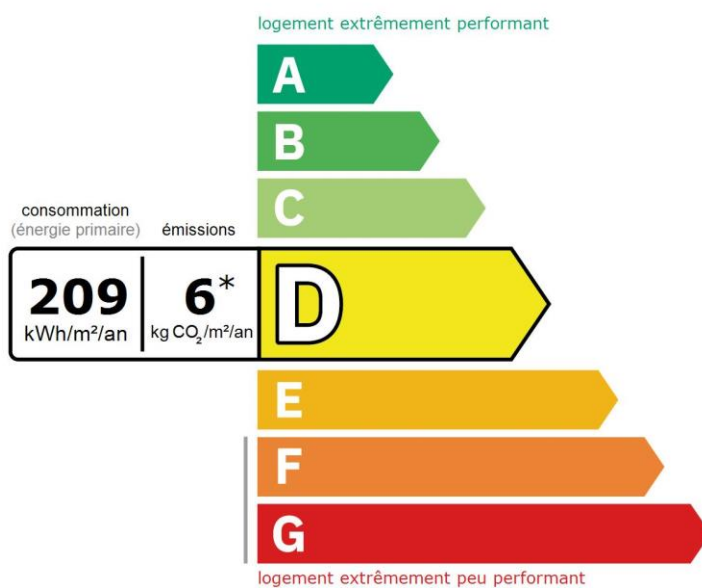 logement extrêmement performant
A
B
C
consommation
(énergie primaire)
émissions
209
kWh/m²/an
6*
kg CO₂/m²/an
D
E
F
G
logement extrêmement peu performant